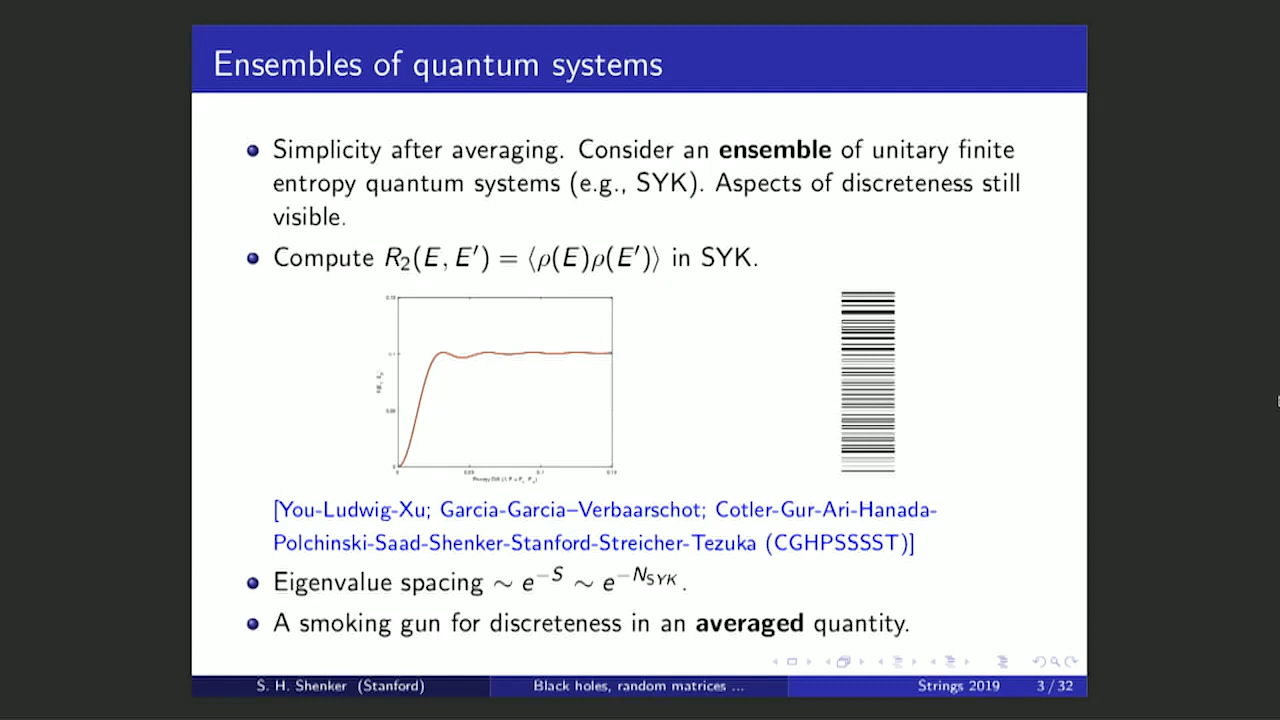 Ensembles of quantum systems
Simplicity after averaging. Consider an ensemble of unitary finite
entropy quantum systems (e.g., SYK). Aspects of discreteness still
visible.
Compute R₂(E, E′) = ⟨ρ(E)ρ(E′)⟩ in SYK.
[You-Ludwig-Xu; Garcia-Garcia–Verbaarschot; Cotler-Gur-Ari-Hanada-
Polchinski-Saad-Shenker-Stanford-Streicher-Tezuka (CGHPSSSST)]
Eigenvalue spacing ∼ e^{−S} ∼ e^{−N_{SYK}}.
A smoking gun for discreteness in an averaged quantity.
S. H. Shenker (Stanford) Black holes, random matrices ... Strings 2019 3 / 32